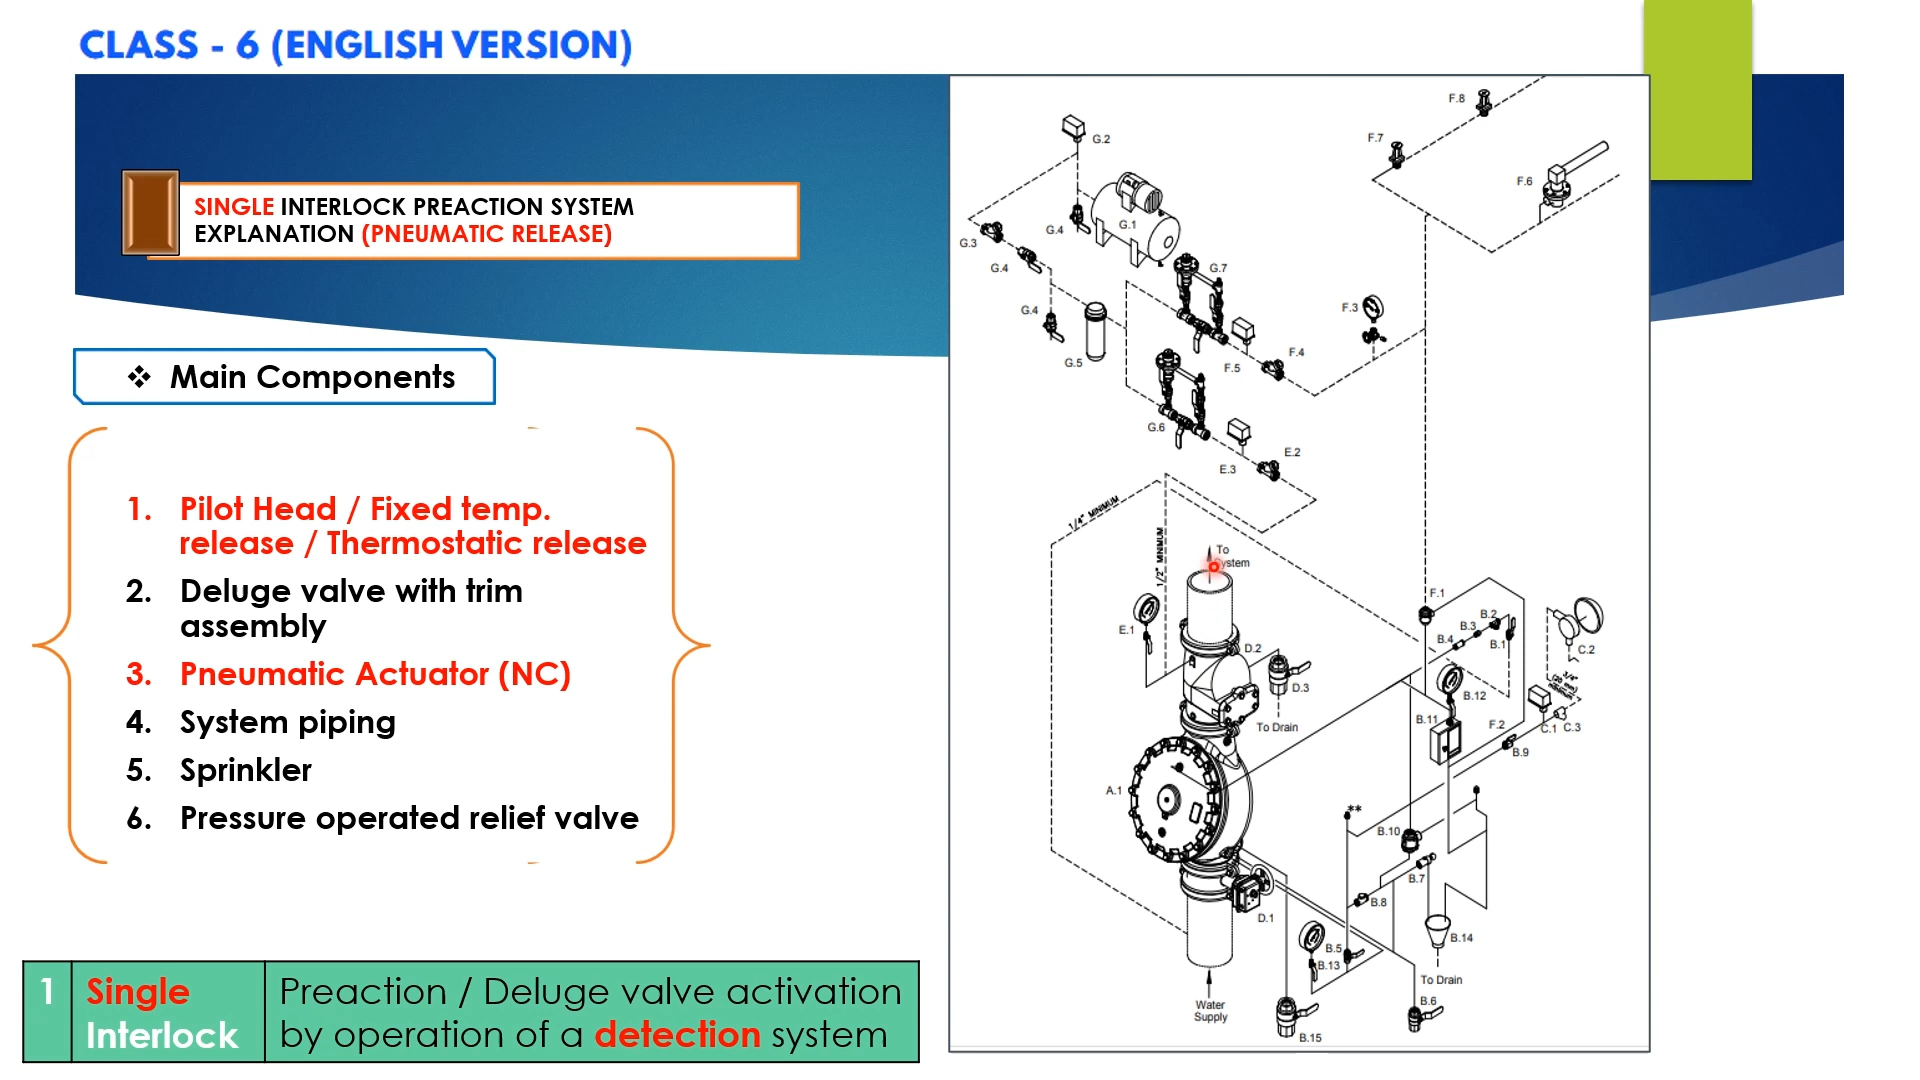 CLASS - 6 (ENGLISH VERSION)
SINGLE INTERLOCK PREACTION SYSTEM
EXPLANATION (PNEUMATIC RELEASE)
❖ Main Components
1. Pilot Head / Fixed temp.
release / Thermostatic release
2. Deluge valve with trim
assembly
3. Pneumatic Actuator (NC)
4. System piping
5. Sprinkler
6. Pressure operated relief valve
1 Single Interlock
Preaction / Deluge valve activation
by operation of a detection system
F.8
G.2
F.7
F.6
G.4
G.1
G.3
G.4
G.7
G.4
F.3
G.5
F.5
F.4
G.6
E.3
E.2
1/4" MINIMUM
1/2" MINIMUM
To
System
E.1
D.2
D.3
To Drain
F.1
B.2
B.3
B.4
B.1
C.2
3/4"
(20 mm)
MINIMUM
B.12
B.11
F.2
C.1
C.3
B.9
A.1
**
B.10
B.7
B.8
D.1
B.5
B.13
B.14
To Drain
B.6
Water
Supply
B.15